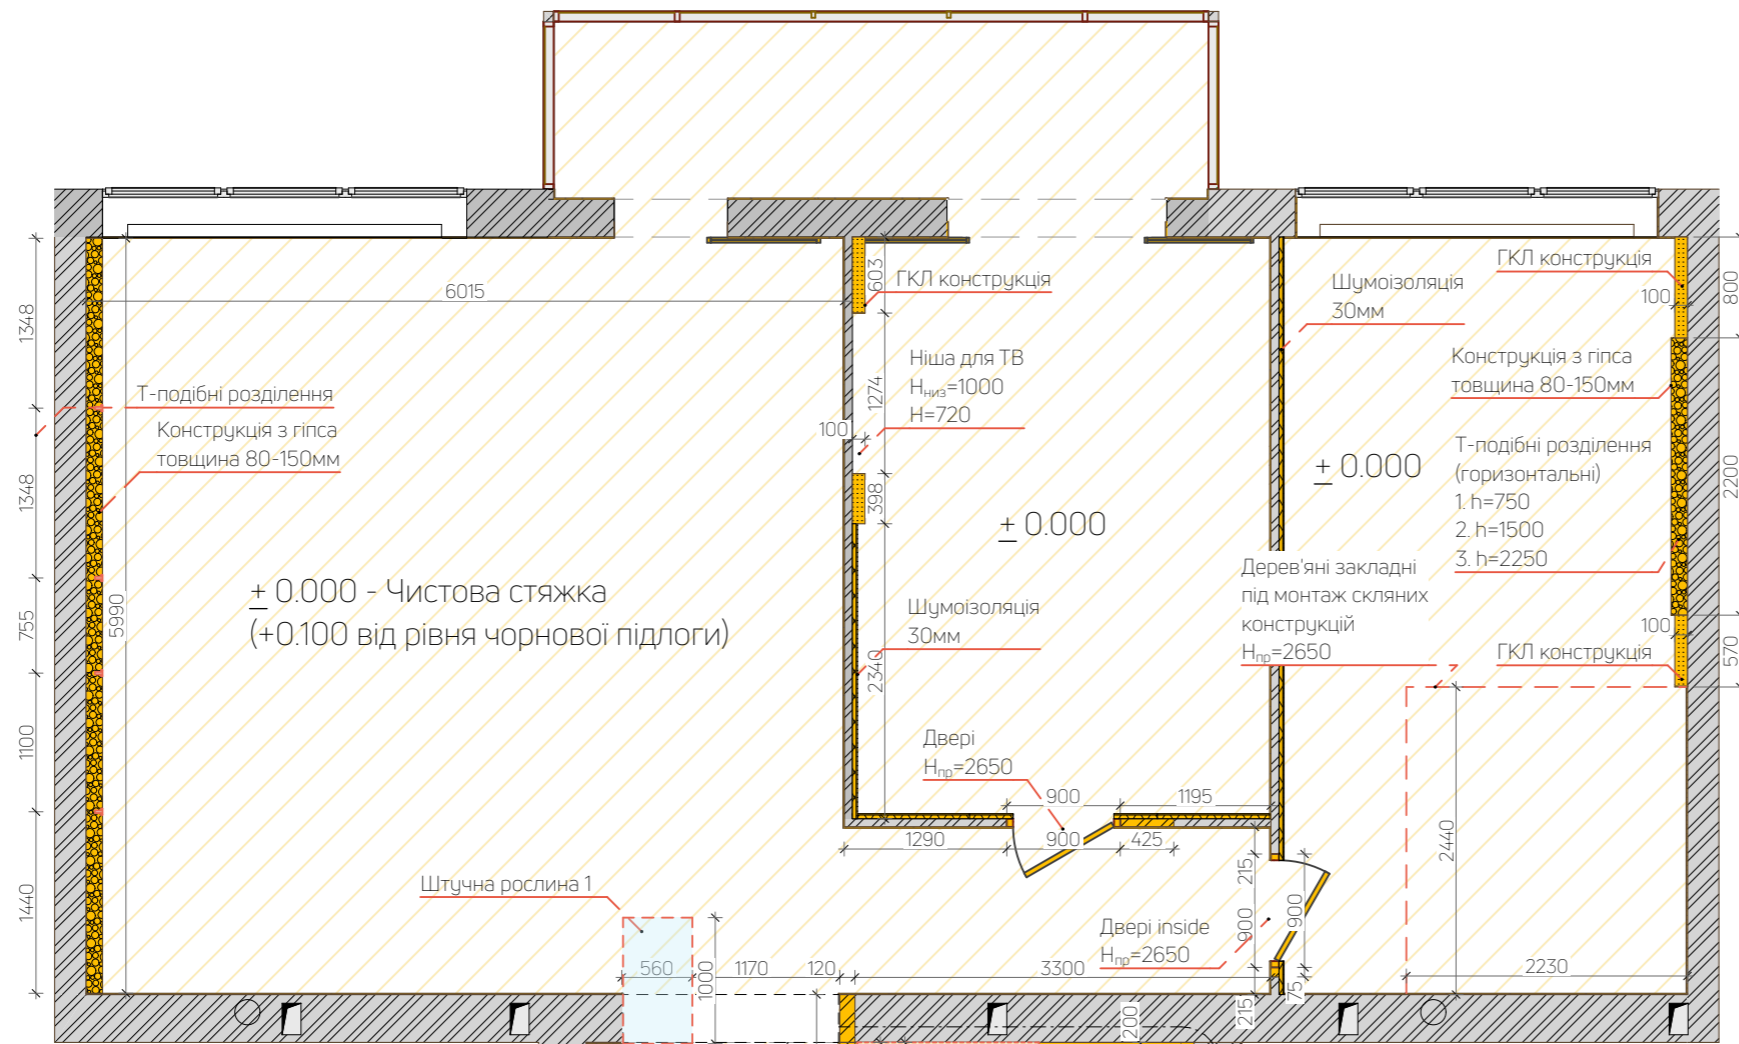 6015
603
ГКЛ конструкція
Шумоізоляція
30мм
ГКЛ конструкція
100
800
1348
Т-подібні розділення
Конструкція з гіпса
товщина 80-150мм
Ніша для ТВ
Hниз=1000
H=720
1274
100
398
Конструкція з гіпса
товщина 80-150мм
Т-подібні розділення
(горизонтальні)
1. h=750
2. h=1500
3. h=2250
2200
1348
± 0.000
± 0.000
± 0.000 - Чистова стяжка
(+0.100 від рівня чорнової підлоги)
5990
755
Шумоізоляція
30мм
2340
Дерев'яні закладні
під монтаж скляних
конструкцій
Hпр=2650
100
ГКЛ конструкція
570
1100
Двері
Hпр=2650
900
1195
1290
900
425
2440
215
1440
Штучна рослина 1
Двері inside
Hпр=2650
900
900
560
1000
1170
120
3300
2230
75
215
200